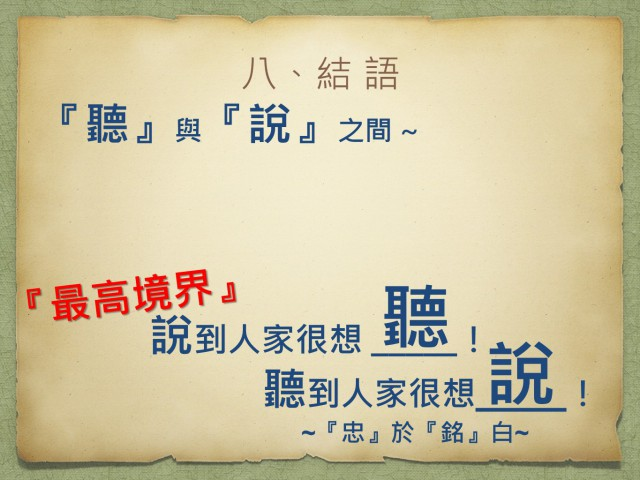 八、結 語
『聽』與『說』之間 ~
『最高境界』
說到人家很想 聽！
聽到人家很想說！
~『忠』於『銘』白~